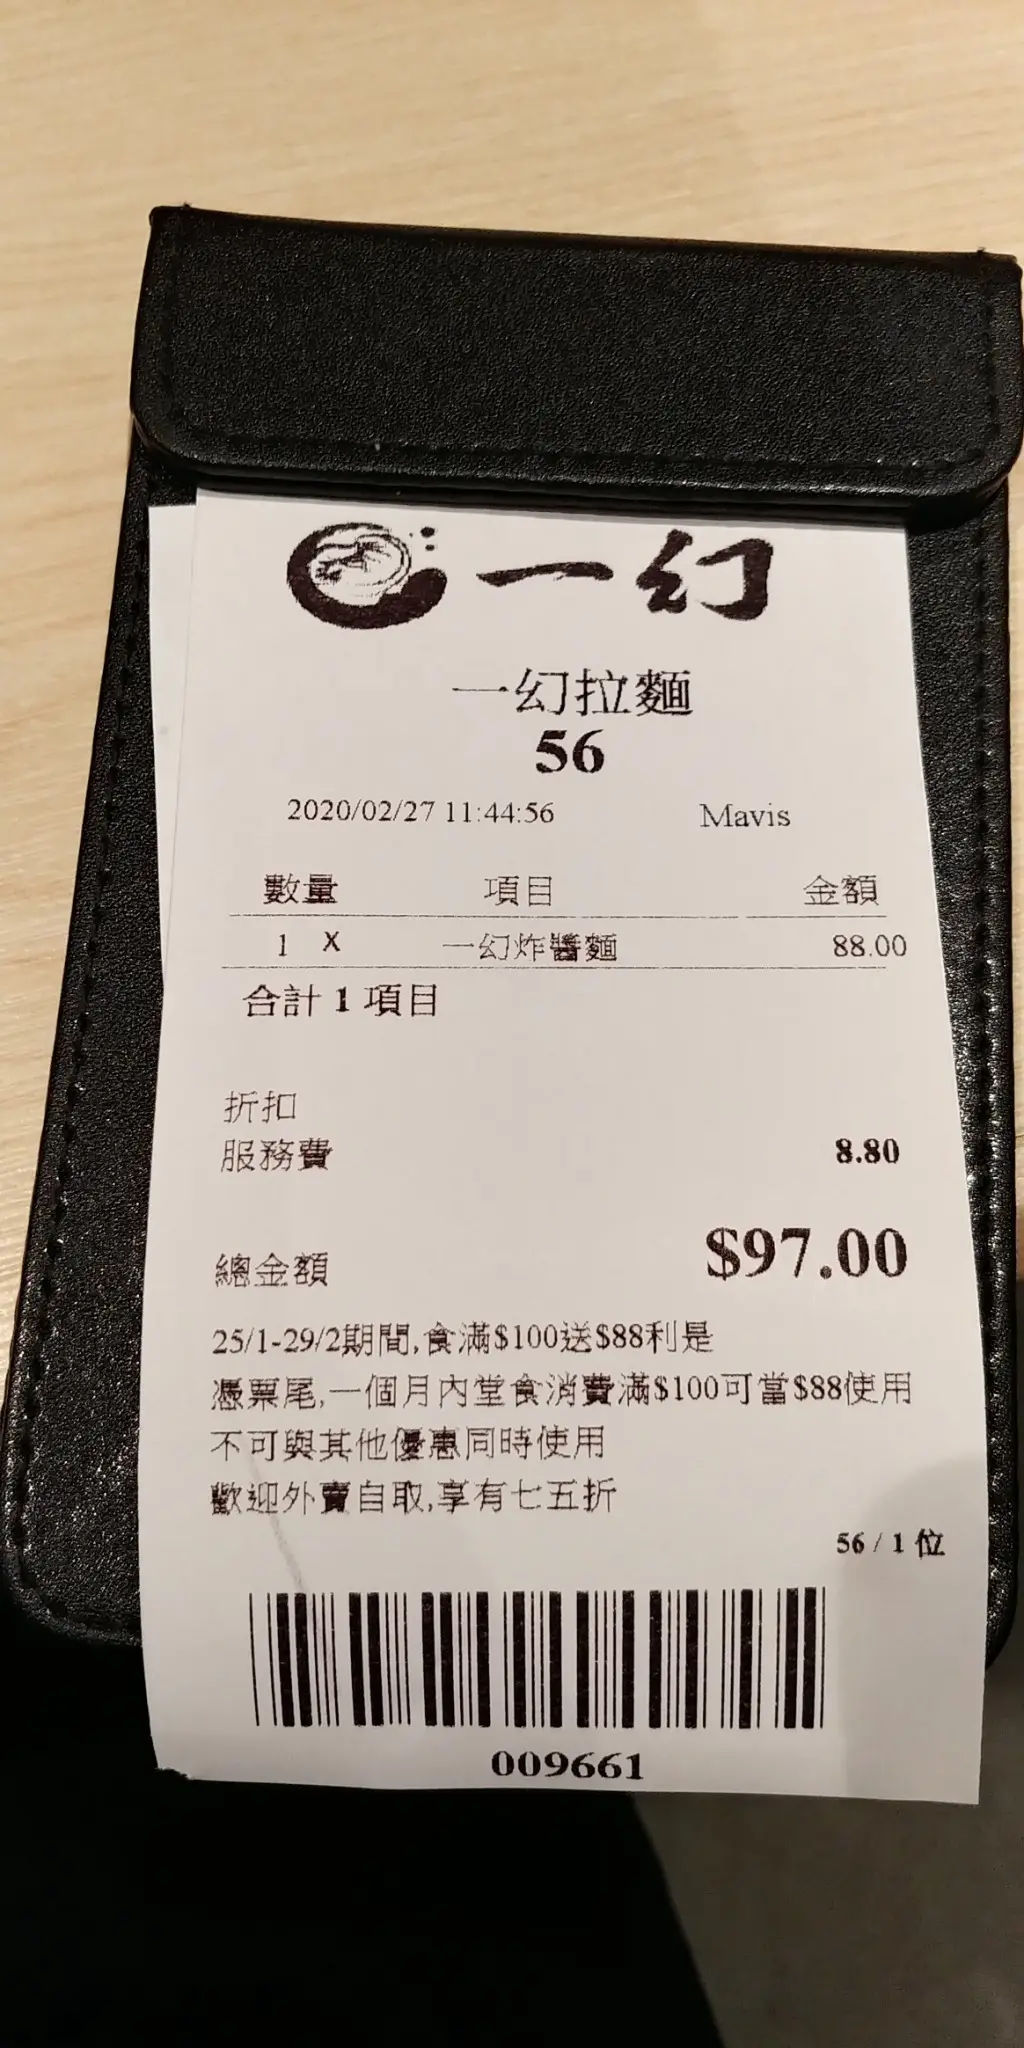 一幻
一幻拉麵
56
2020/02/27 11:44:56 Mavis
數量 項目 金額
1 X 一幻炸醬麵 88.00
合計 1 項目
折扣
服務費 8.80
總金額 $97.00
25/1-29/2期間,食滿$100送$88利是
憑票尾,一個月內堂食消費滿$100可當$88使用
不可與其他優惠同時使用
歡迎外賣自取,享有七五折
56 / 1 位
009661